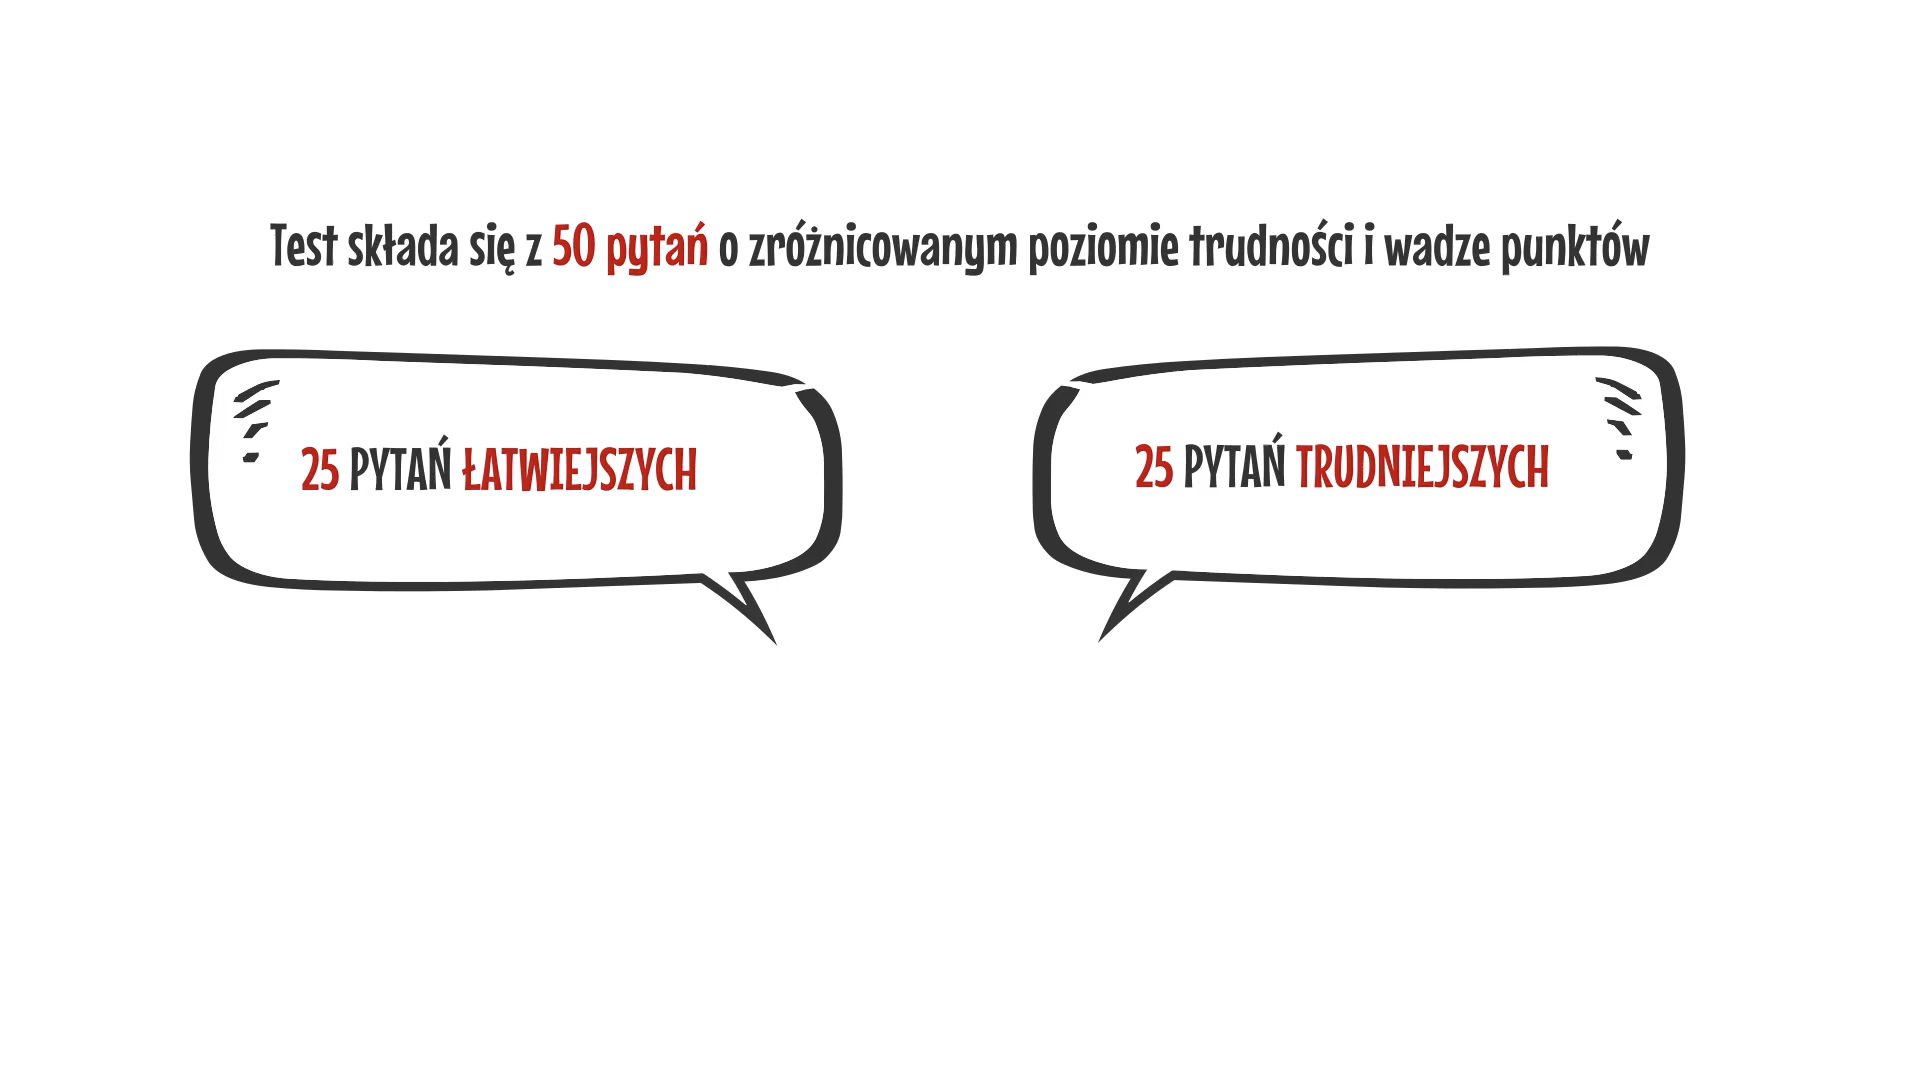 Test składa się z 50 pytań o zróżnicowanym poziomie trudności i wadze punktów
25 PYTAŃ ŁATWIEJSZYCH
25 PYTAŃ TRUDNIEJSZYCH